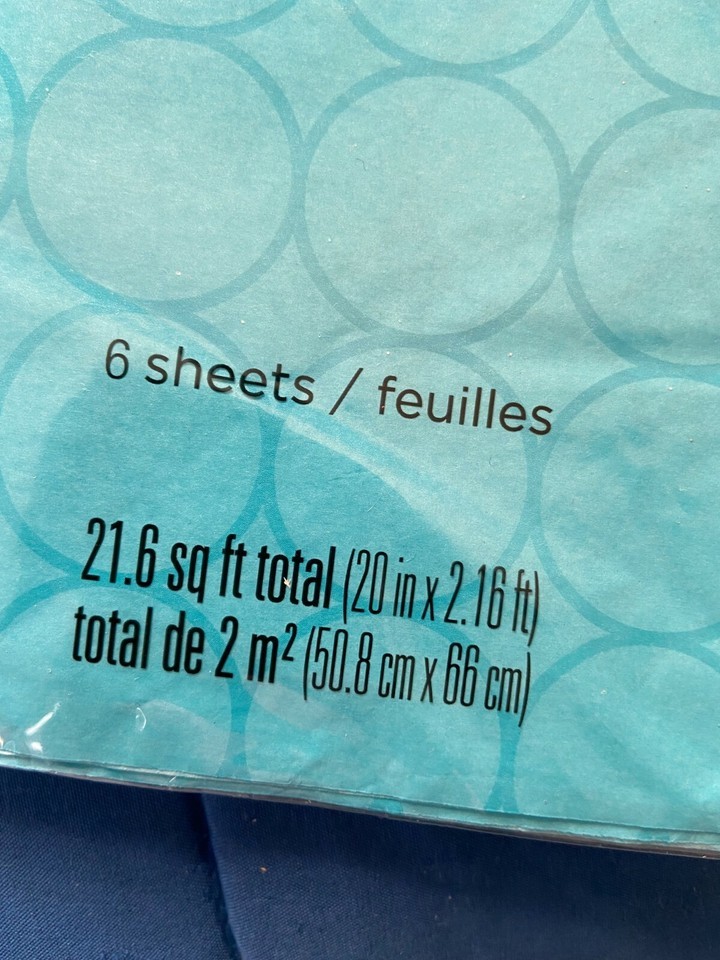 6 sheets / feuilles
21.6 sq ft total (20 in x 2.16 ft)
total de 2 m² (50.8 cm x 66 cm)